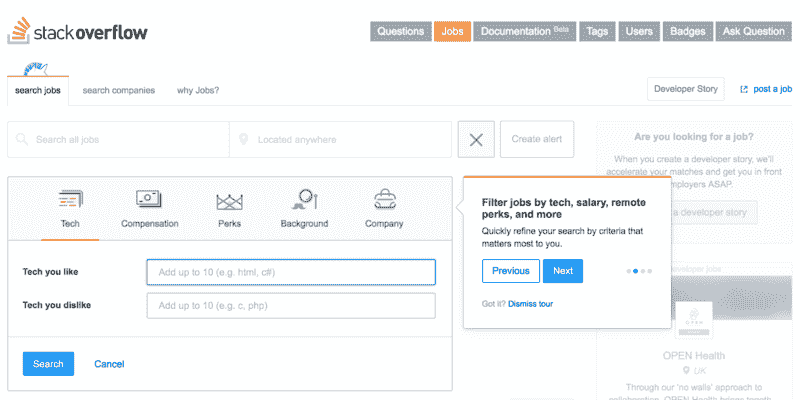 stackoverflow
Questions Jobs Documentation Beta Tags Users Badges Ask Question
search jobs search companies why Jobs? Developer Story post a job
Search all jobs Located anywhere Create alert
Are you looking for a job?
When you create a developer story, we'll
accelerate your matches and get you in front
employers ASAP.
a developer story
Tech Compensation Perks Background Company
Filter jobs by tech, salary, remote
perks, and more
Quickly refine your search by criteria that
matters most to you.
Previous Next
Got it? Dismiss tour
Tech you like Add up to 10 (e.g. html, c#)
Tech you dislike Add up to 10 (e.g. c, php)
Search Cancel
Developer jobs
OPEN
OPEN Health
UK
Through our 'no walls' approach to
collaboration, OPEN Health brings